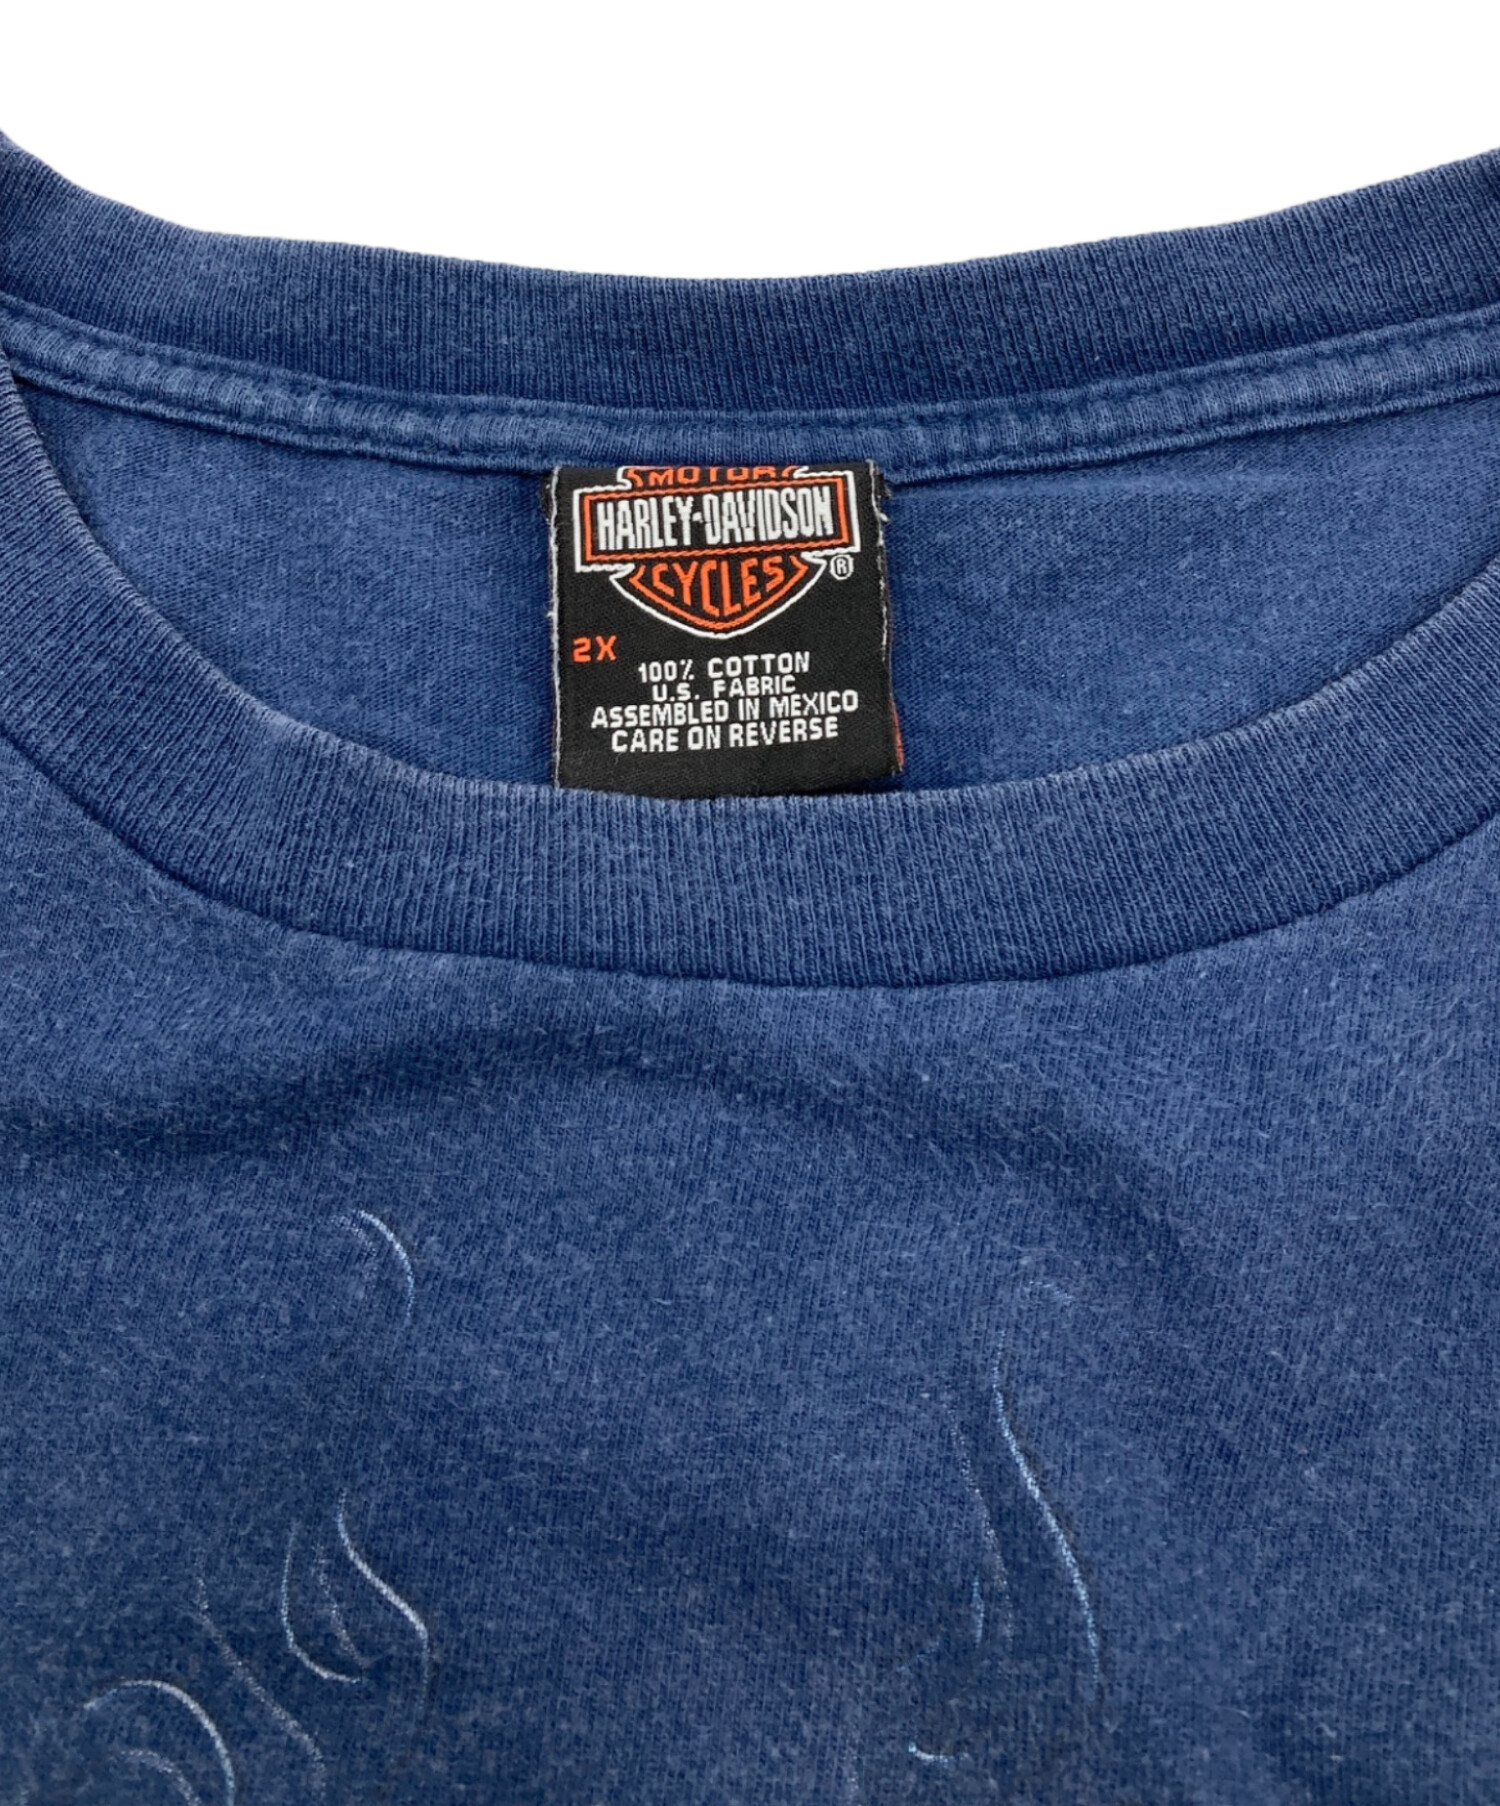 MOTOR
HARLEY-DAVIDSON
CYCLES
®
2X
100% COTTON
U.S. FABRIC
ASSEMBLED IN MEXICO
CARE ON REVERSE